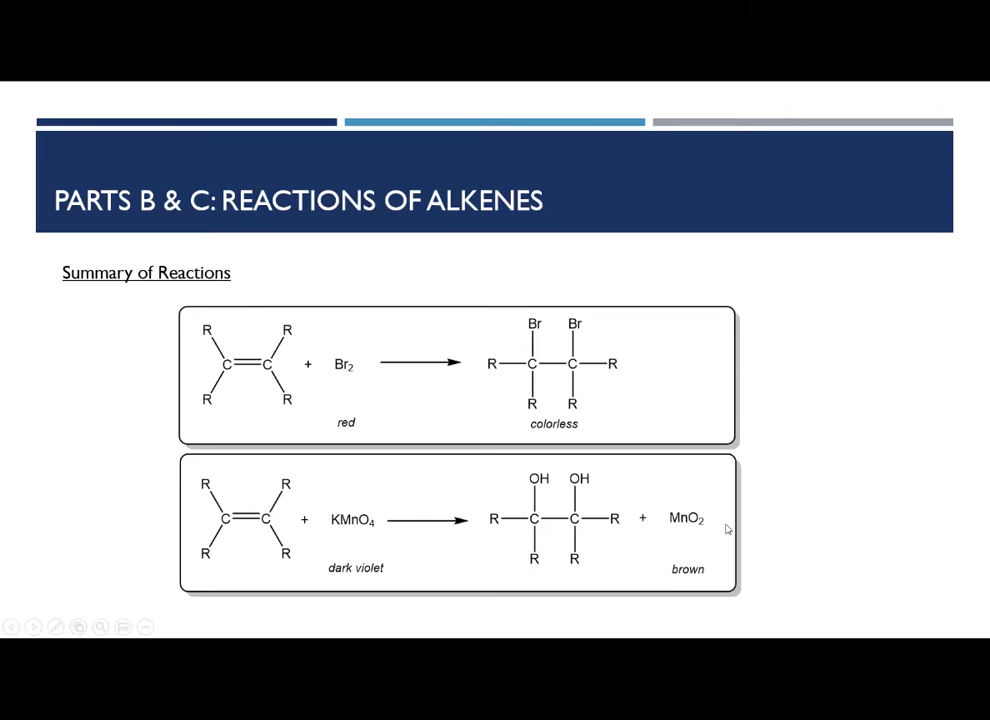 PARTS B & C: REACTIONS OF ALKENES
Summary of Reactions
R R Br Br
C C + Br₂ R C C R
R R R R
red colorless
R R OH OH
C C + KMnO₄ R C C R + MnO₂
R R R R
dark violet brown